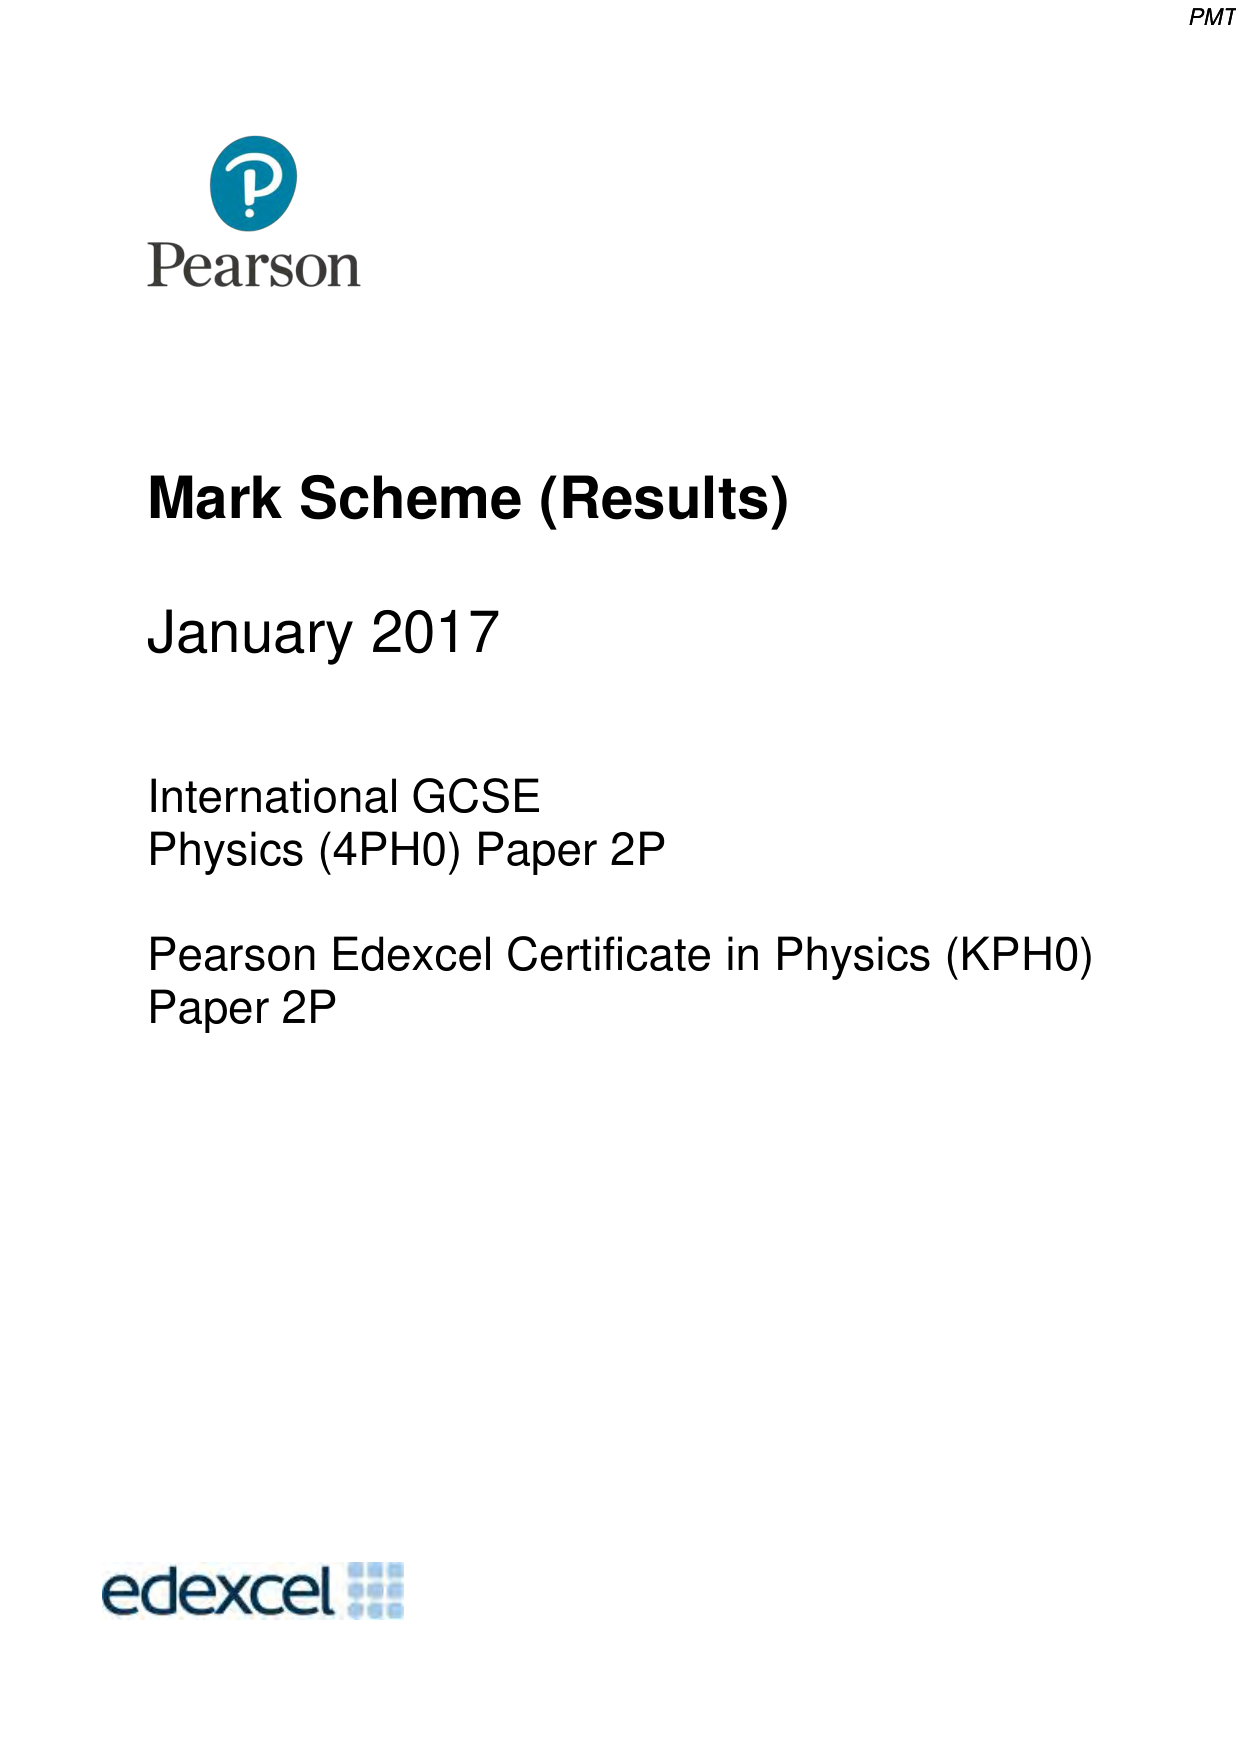 PMT
Pearson
Mark Scheme (Results)
January 2017
International GCSE
Physics (4PH0) Paper 2P
Pearson Edexcel Certificate in Physics (KPH0)
Paper 2P
edexcel